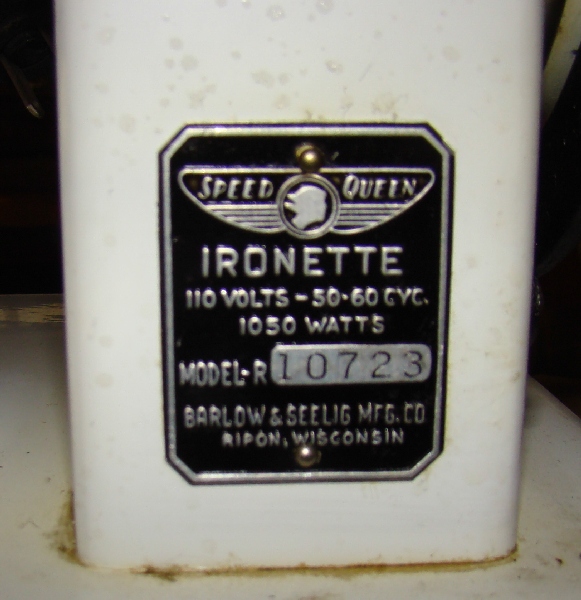 SPEED QUEEN
IRONETTE
110 VOLTS - 50-60 CYC.
1050 WATTS
MODEL-R 10723
BARLOW & SEELIG MFG. CO
RIPON, WISCONSIN